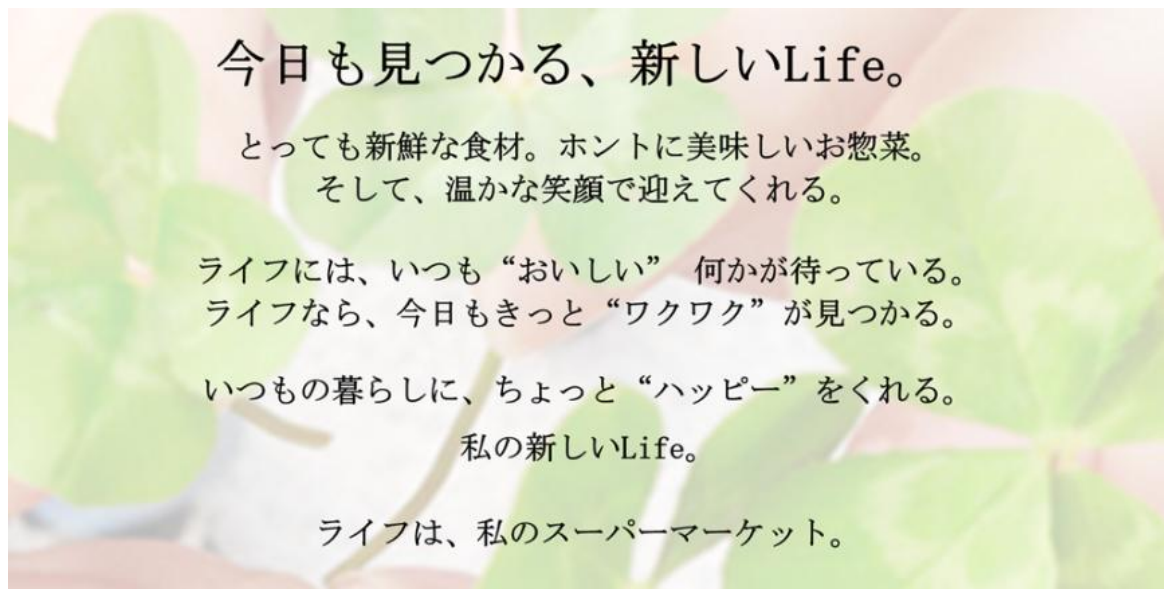 今日も見つかる、新しいLife。
とっても新鮮な食材。ホントに美味しいお惣菜。
そして、温かな笑顔で迎えてくれる。
ライフには、いつも“おいしい” 何かが待っている。
ライフなら、今日もきっと“ワクワク”が見つかる。
いつもの暮らしに、ちょっと“ハッピー”をくれる。
私の新しいLife。
ライフは、私のスーパーマーケット。